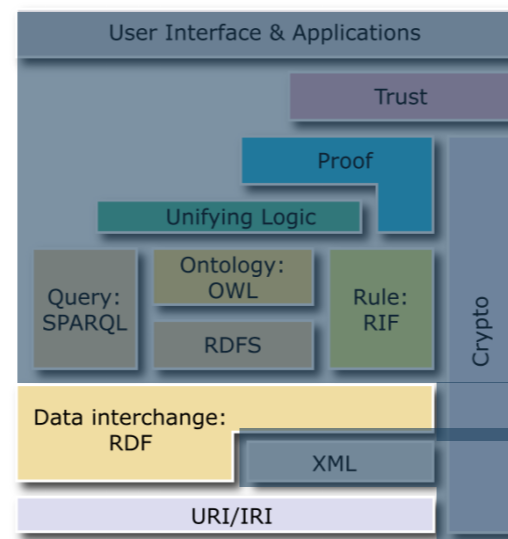 User Interface & Applications
Trust
Proof
Unifying Logic
Query:
SPARQL
Ontology:
OWL
RDFS
Rule:
RIF
Crypto
Data interchange:
RDF
XML
URI/IRI